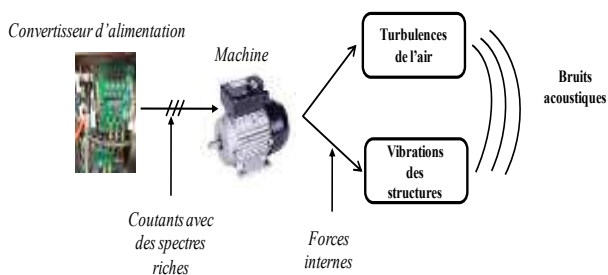 Convertisseur d'alimentation
Machine
Turbulences
de l'air
Bruits
acoustiques
Vibrations
des
structures
Coutants avec
des spectres
riches
Forces
internes